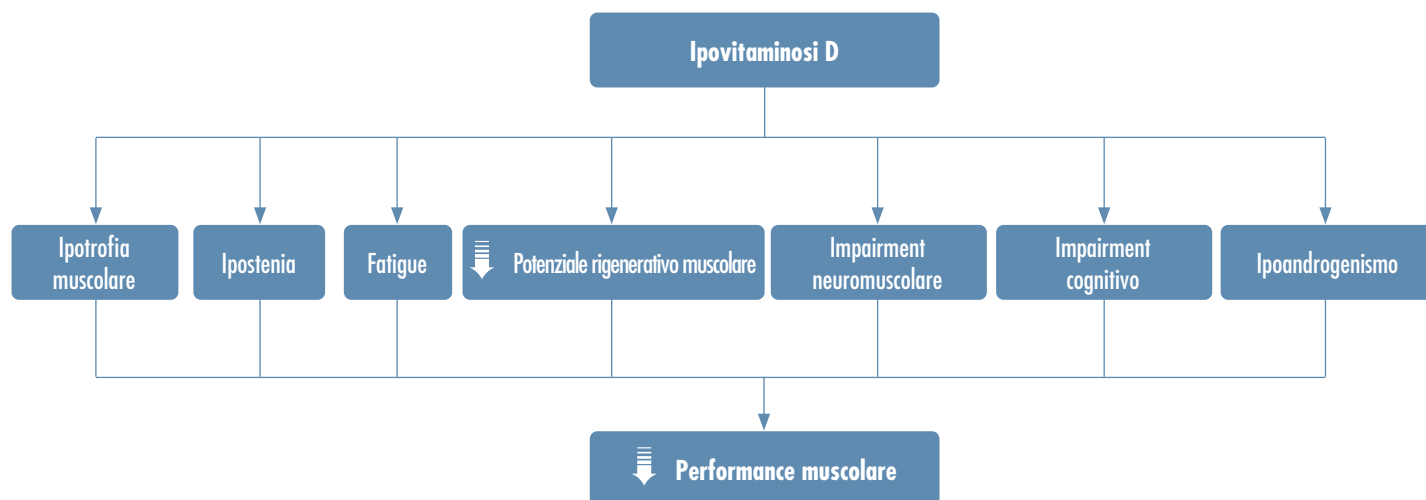 Ipovitaminosi D
Ipotrofia
muscolare
Ipostenia
Fatigue
Potenziale rigenerativo muscolare
Impairment
neuromuscolare
Impairment
cognitivo
Ipoandrogenismo
Performance muscolare